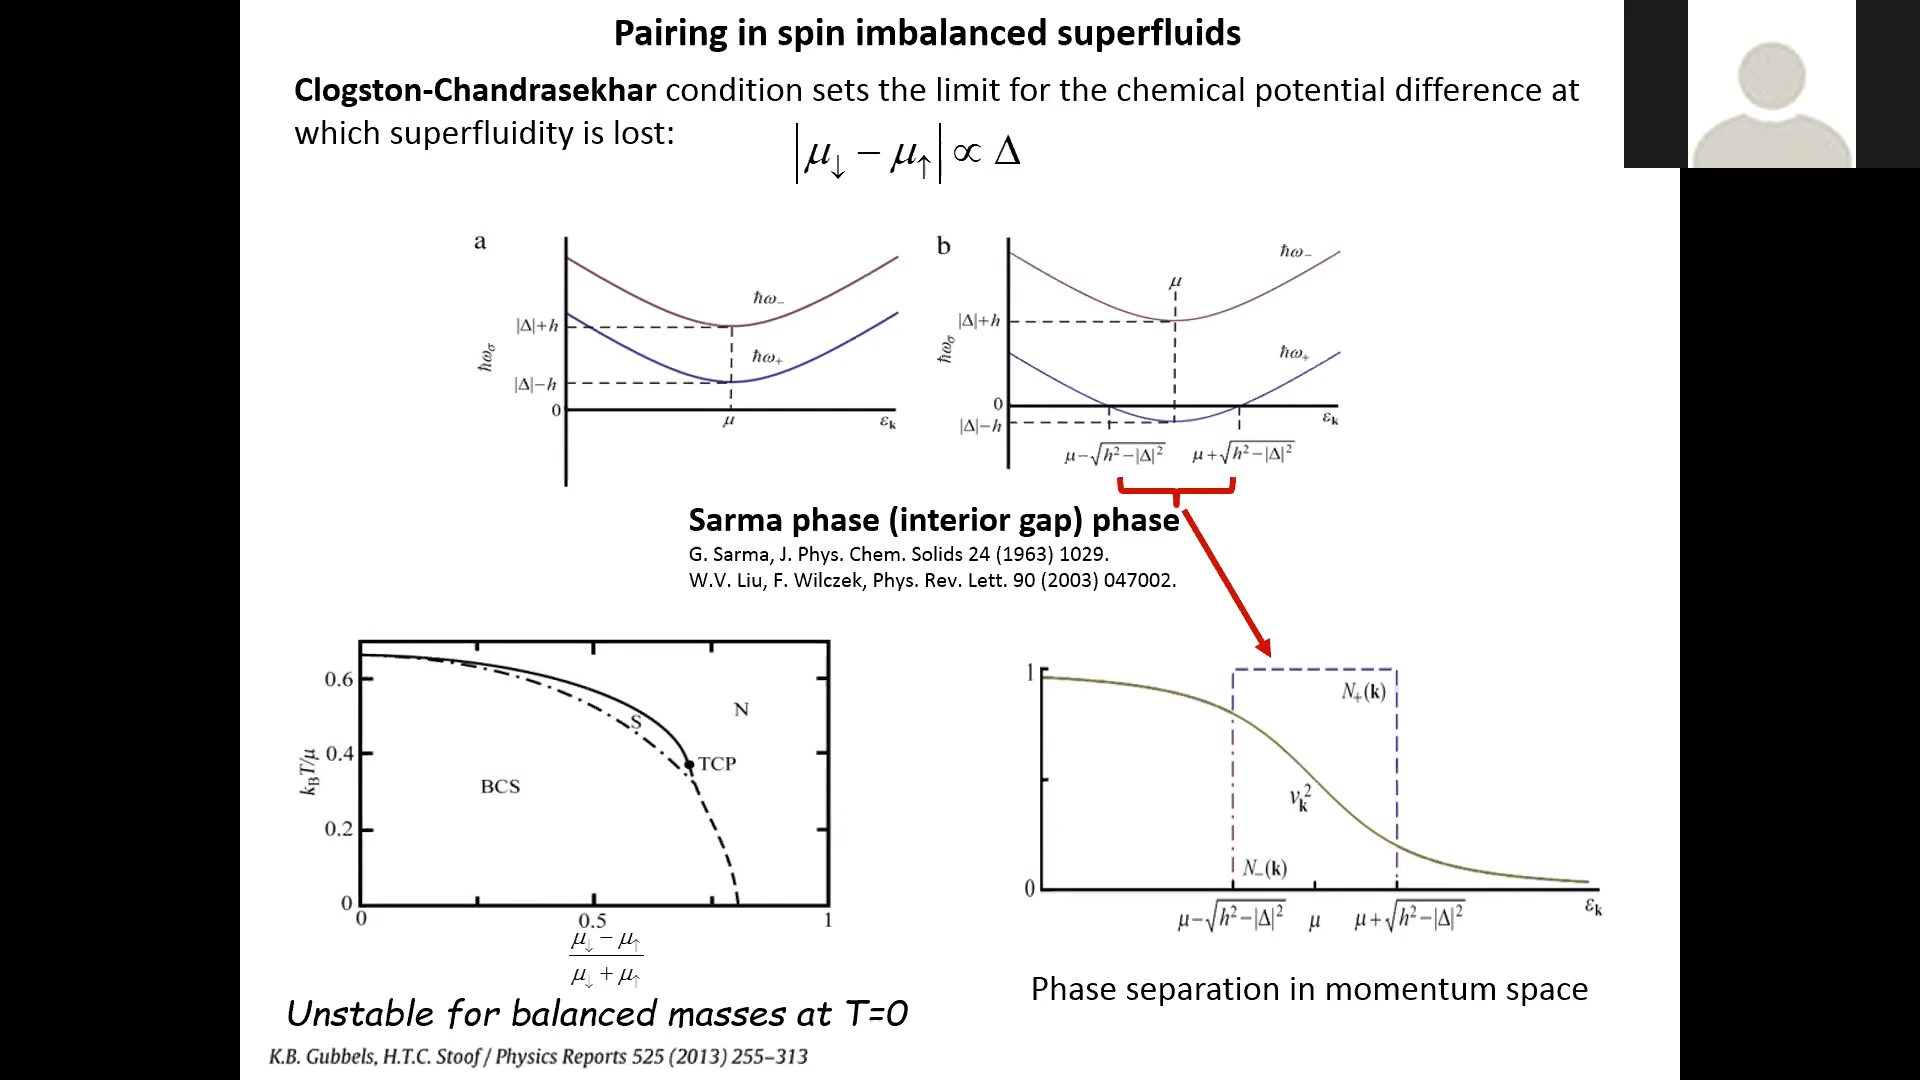 Pairing in spin imbalanced superfluids
Clogston-Chandrasekhar condition sets the limit for the chemical potential difference at
which superfluidity is lost:
|μ↓ − μ↑| ∝ Δ
a
ħω₋
|Δ|+h
ħωσ
ħω₊
|Δ|−h
0
μ
εk
b
ħω₋
μ
|Δ|+h
ħωσ
ħω₊
0
|Δ|−h
εk
μ−√h²−|Δ|²
μ+√h²−|Δ|²
Sarma phase (interior gap) phase
G. Sarma, J. Phys. Chem. Solids 24 (1963) 1029.
W.V. Liu, F. Wilczek, Phys. Rev. Lett. 90 (2003) 047002.
0.6
N
S
0.4
TCP
kBT/μ
BCS
0.2
0
0 0.5 1
μ↓ − μ↑
μ↓ + μ↑
Unstable for balanced masses at T=0
K.B. Gubbels, H.T.C. Stoof / Physics Reports 525 (2013) 255–313
1
N₊(k)
vk²
N₋(k)
0
μ−√h²−|Δ|² μ μ+√h²−|Δ|² εk
Phase separation in momentum space